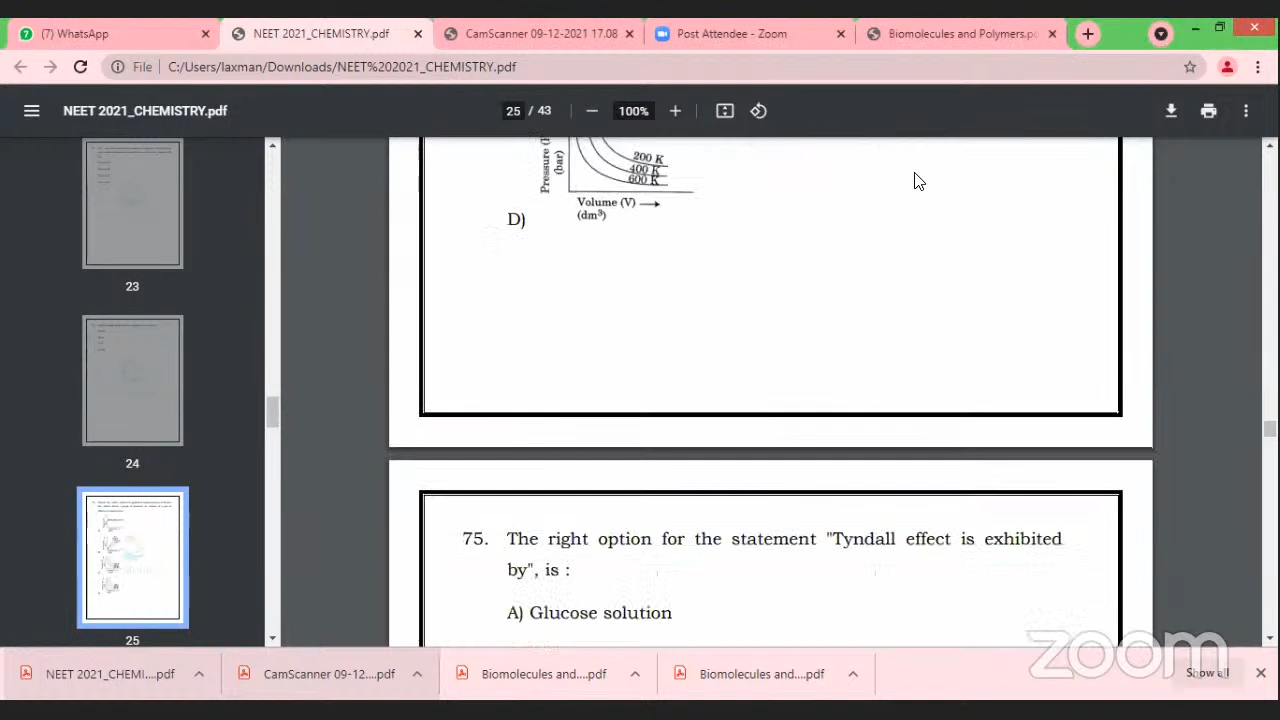 (7) WhatsApp
NEET 2021_CHEMISTRY.pdf
CamScanner 09-12-2021 17.08
Post Attendee - Zoom
Biomolecules and Polymers.p
File
C:/Users/laxman/Downloads/NEET%202021_CHEMISTRY.pdf
NEET 2021_CHEMISTRY.pdf
25 / 43
100%
23
24
25
Pressure
(bar)
200 K
400 K
600 K
Volume (V)
(dm³)
D)
75. The right option for the statement "Tyndall effect is exhibited
by", is :
A) Glucose solution
zoom
NEET 2021_CHEMI....pdf
CamScanner 09-12....pdf
Biomolecules and....pdf
Biomolecules and....pdf
Show all